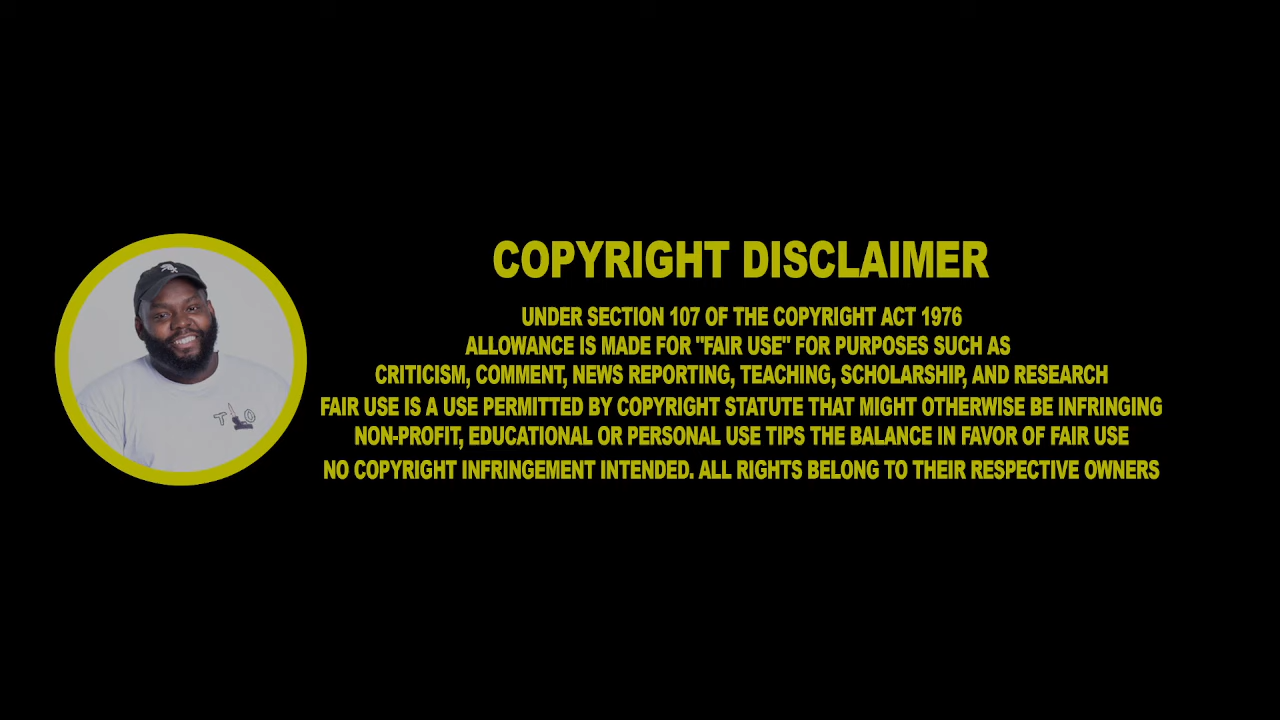 COPYRIGHT DISCLAIMER
UNDER SECTION 107 OF THE COPYRIGHT ACT 1976
ALLOWANCE IS MADE FOR "FAIR USE" FOR PURPOSES SUCH AS
CRITICISM, COMMENT, NEWS REPORTING, TEACHING, SCHOLARSHIP, AND RESEARCH
FAIR USE IS A USE PERMITTED BY COPYRIGHT STATUTE THAT MIGHT OTHERWISE BE INFRINGING
NON-PROFIT, EDUCATIONAL OR PERSONAL USE TIPS THE BALANCE IN FAVOR OF FAIR USE
NO COPYRIGHT INFRINGEMENT INTENDED. ALL RIGHTS BELONG TO THEIR RESPECTIVE OWNERS